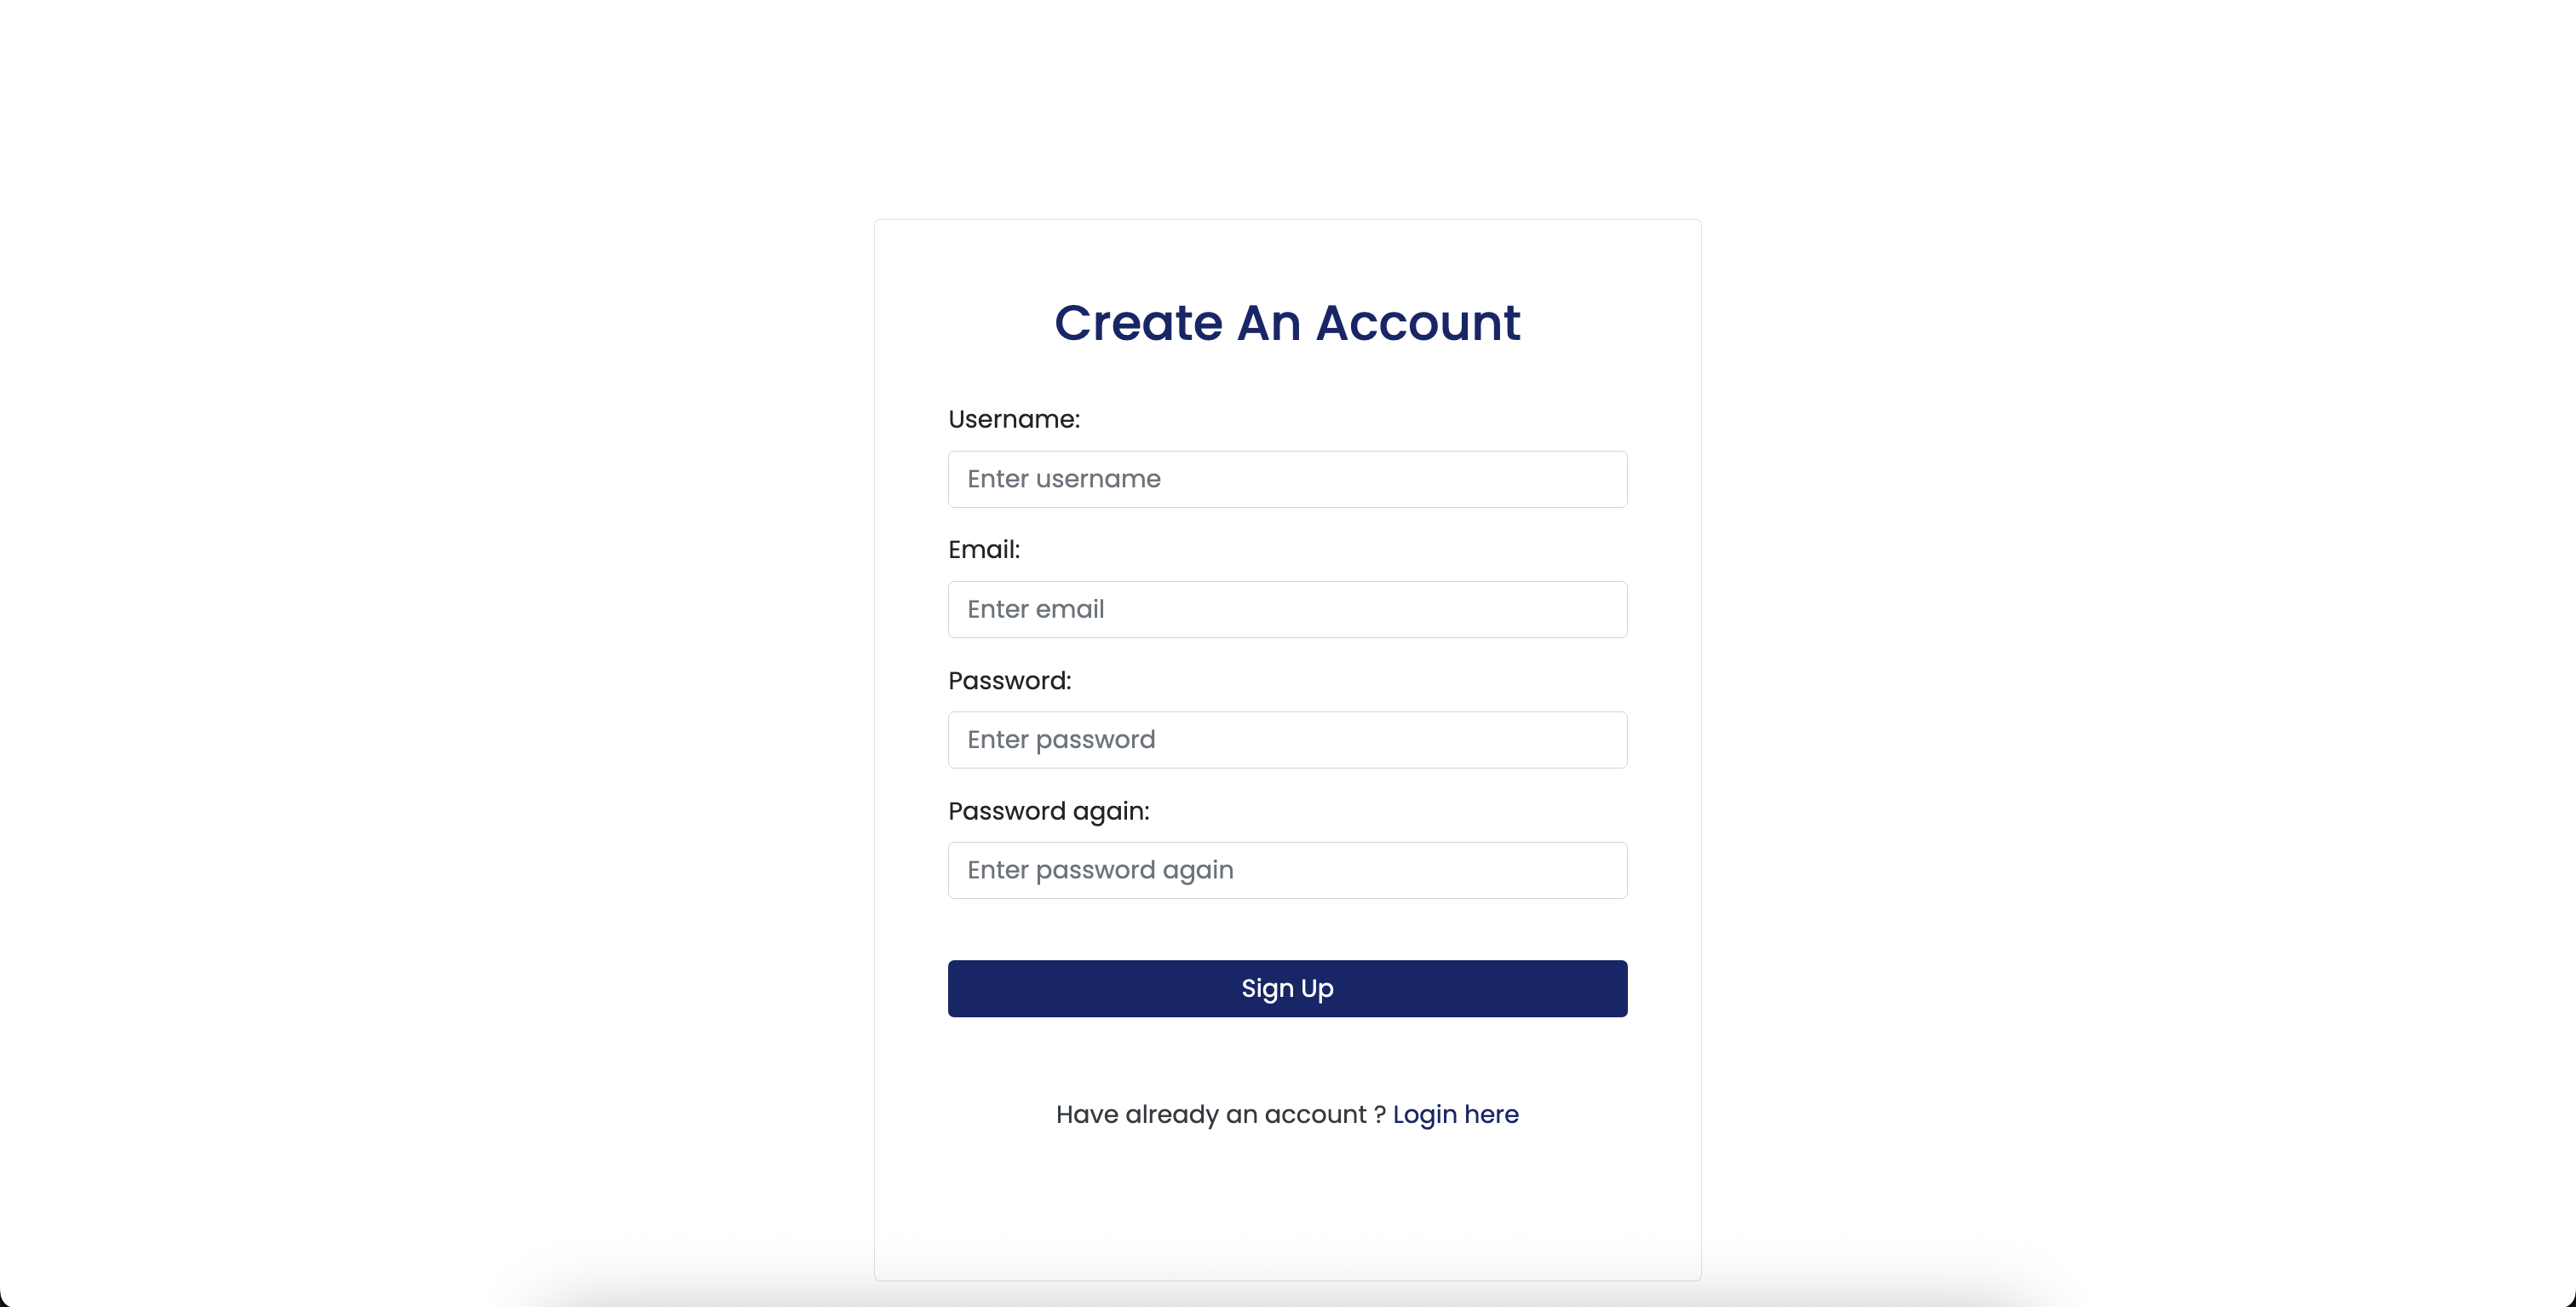 Create An Account
Username:
Enter username
Email:
Enter email
Password:
Enter password
Password again:
Enter password again
Sign Up
Have already an account ? Login here